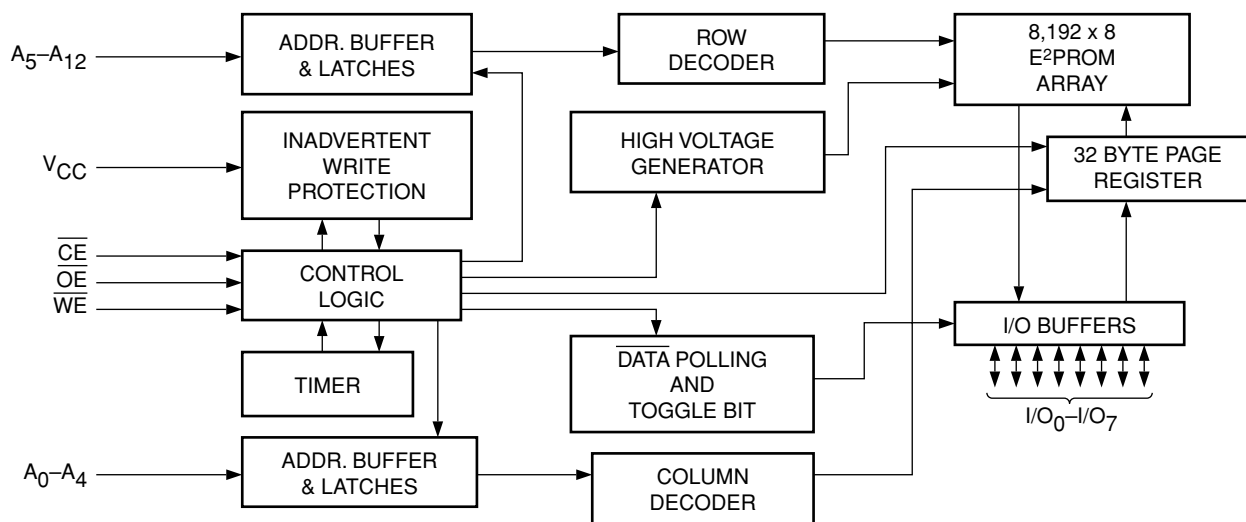 A5–A12
ADDR. BUFFER
& LATCHES
ROW
DECODER
8,192 x 8
E²PROM
ARRAY
VCC
INADVERTENT
WRITE
PROTECTION
HIGH VOLTAGE
GENERATOR
32 BYTE PAGE
REGISTER
CE
OE
WE
CONTROL
LOGIC
I/O BUFFERS
TIMER
DATA POLLING
AND
TOGGLE BIT
I/O0–I/O7
A0–A4
ADDR. BUFFER
& LATCHES
COLUMN
DECODER